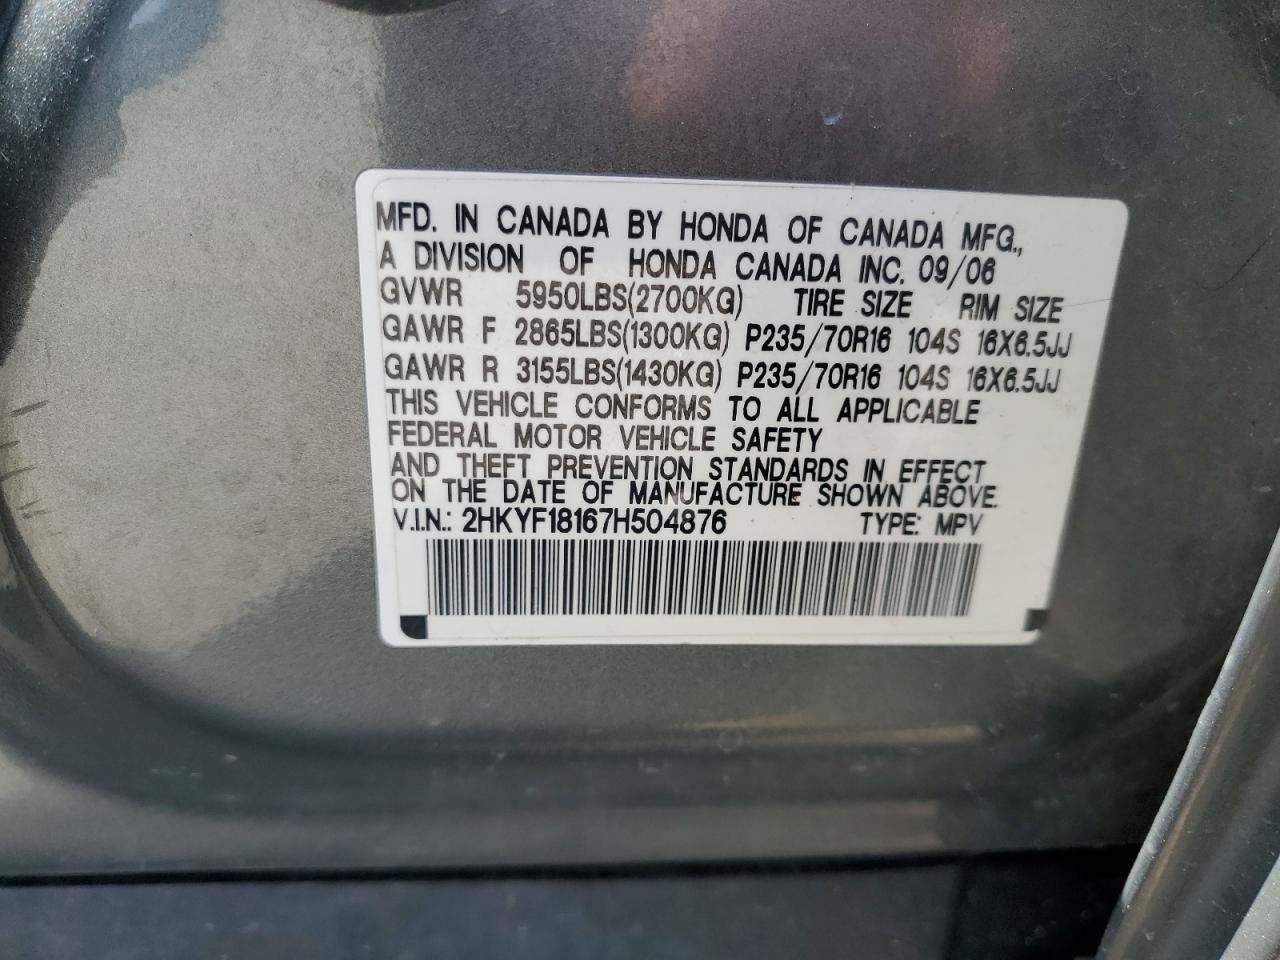 MFD. IN CANADA BY HONDA OF CANADA MFG.,
A DIVISION OF HONDA CANADA INC. 09/06
GVWR 5950LBS(2700KG) TIRE SIZE RIM SIZE
GAWR F 2865LBS(1300KG) P235/70R16 104S 16X6.5JJ
GAWR R 3155LBS(1430KG) P235/70R16 104S 16X6.5JJ
THIS VEHICLE CONFORMS TO ALL APPLICABLE
FEDERAL MOTOR VEHICLE SAFETY
AND THEFT PREVENTION STANDARDS IN EFFECT
ON THE DATE OF MANUFACTURE SHOWN ABOVE.
V.I.N.: 2HKYF18167H504876 TYPE: MPV